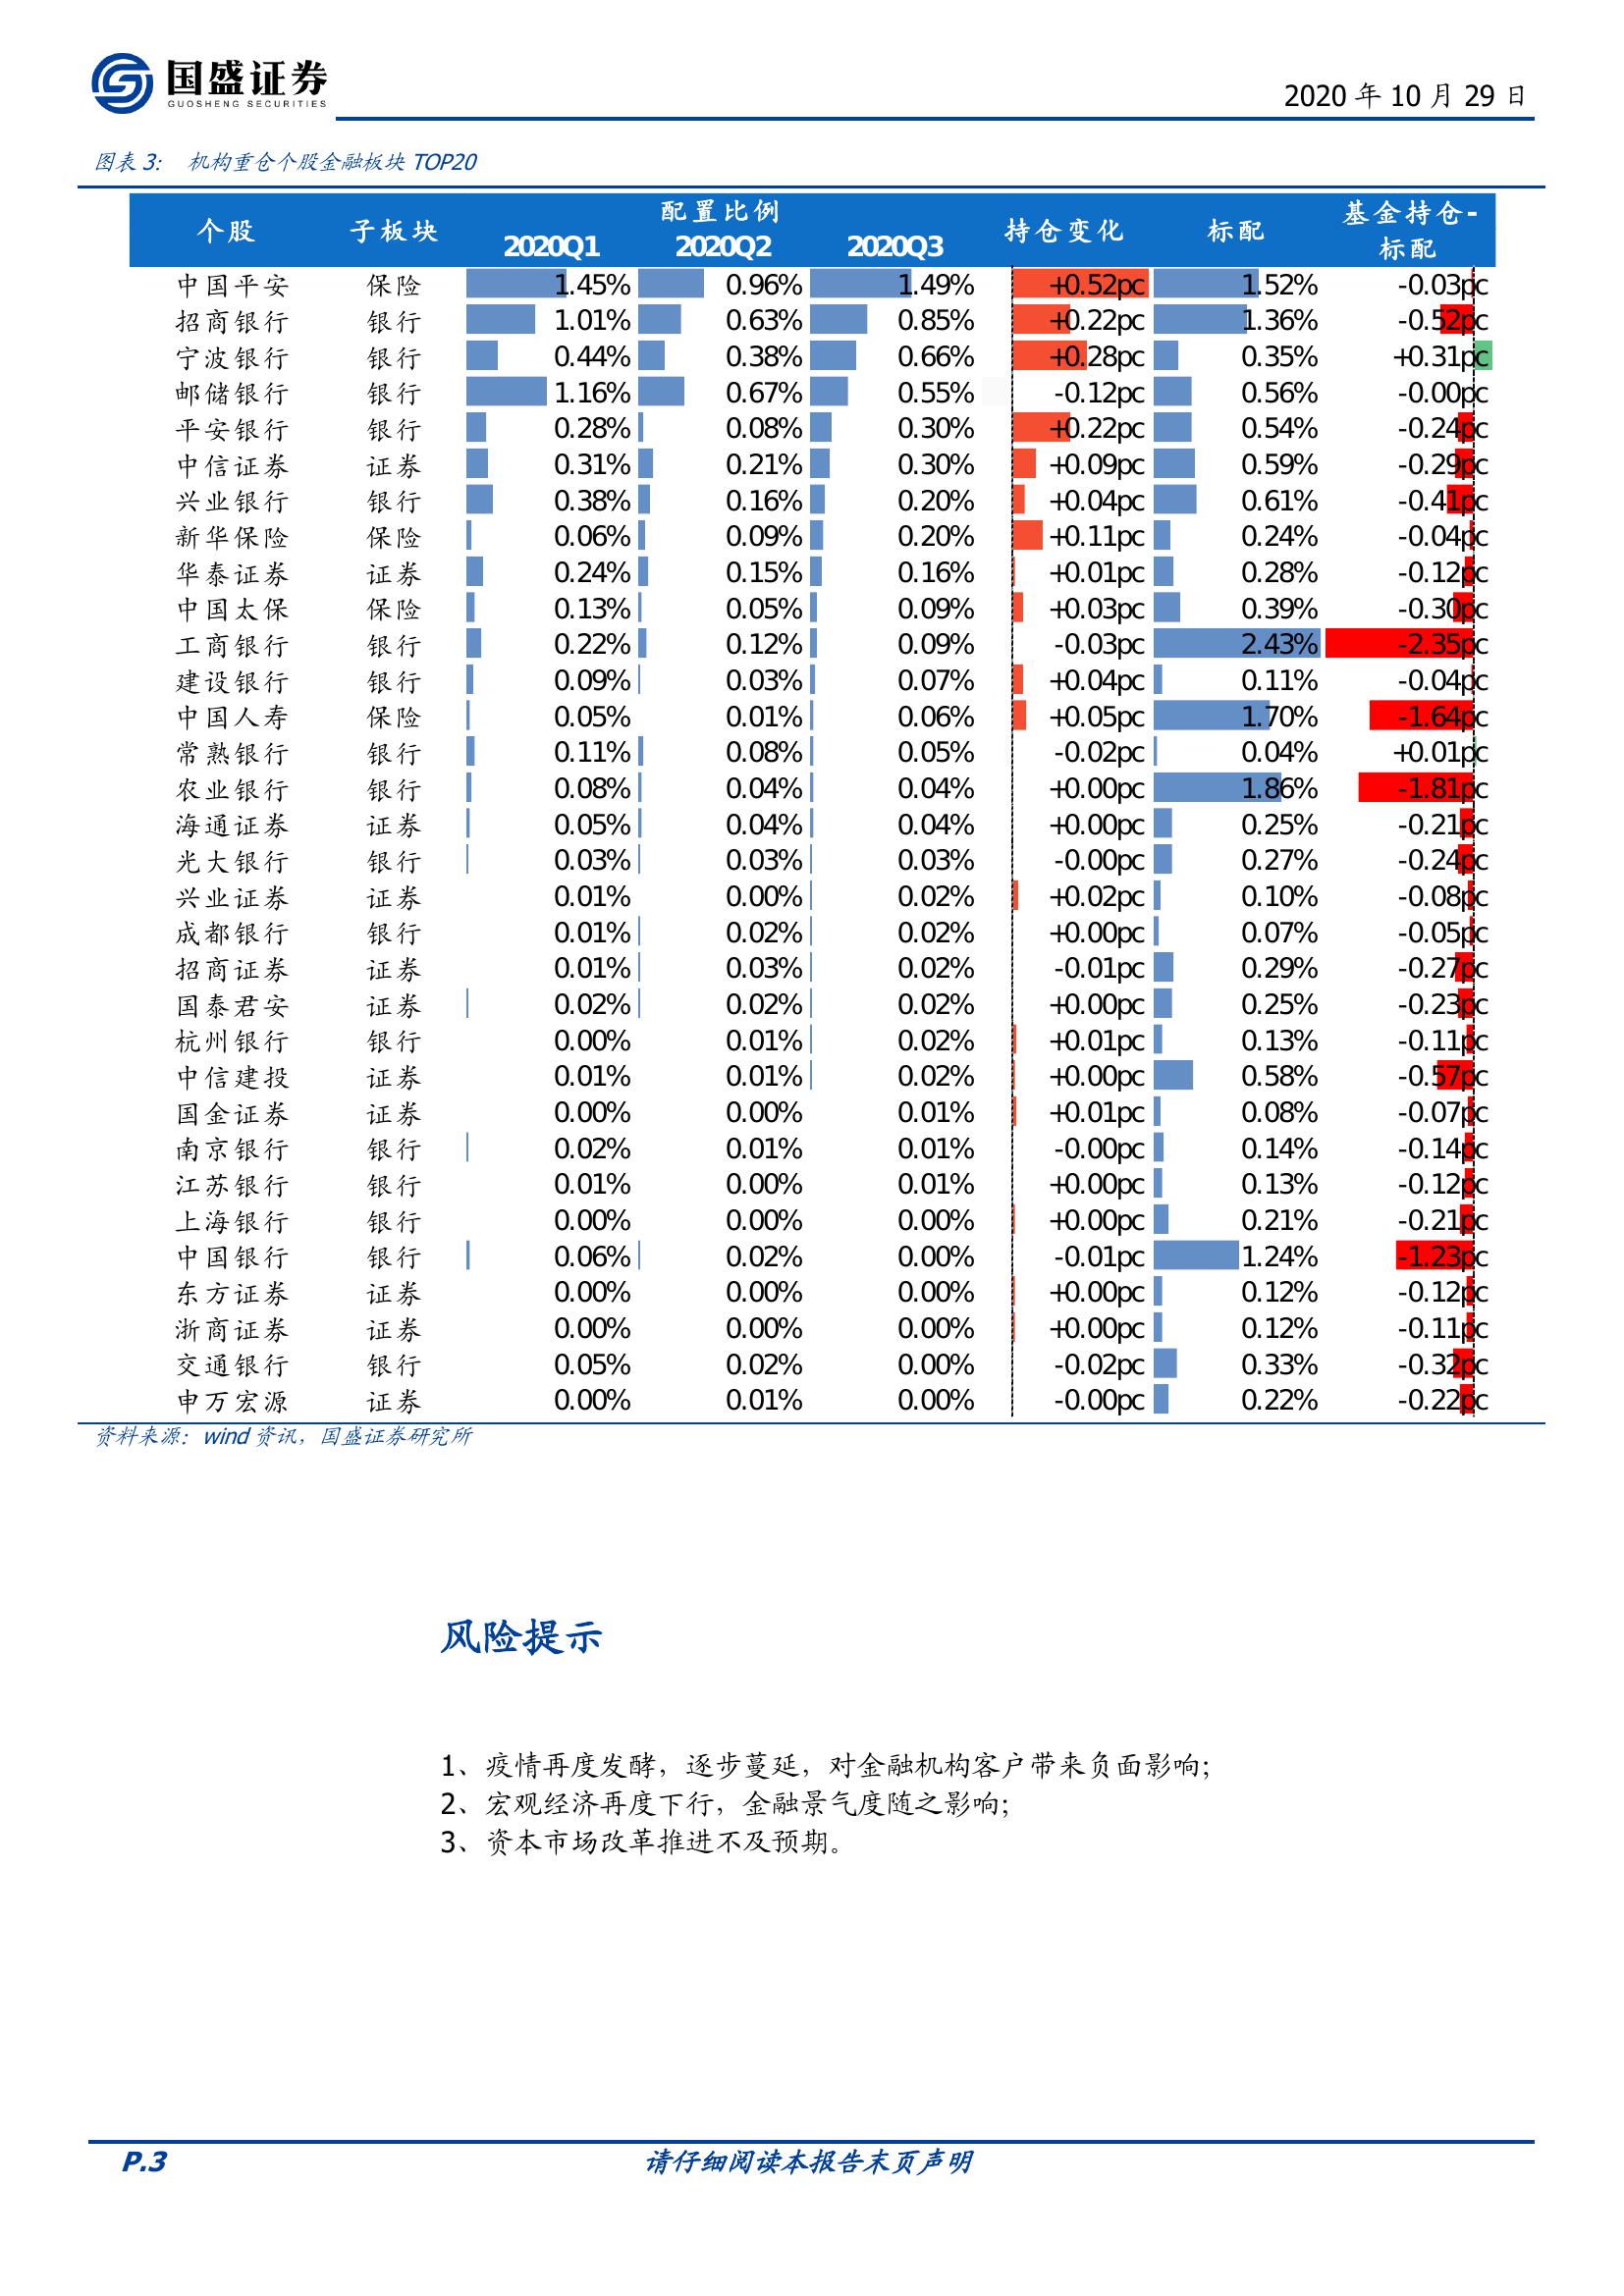 国盛证券
GUOSHENG SECURITIES
2020 年 10 月 29 日
图表 3: 机构重仓个股金融板块 TOP20
个股 子板块 配置比例 2020Q1 2020Q2 2020Q3 持仓变化 标配 基金持仓-标配
中国平安 保险 1.45% 0.96% 1.49% +0.52pc 1.52% -0.03pc
招商银行 银行 1.01% 0.63% 0.85% +0.22pc 1.36% -0.52pc
宁波银行 银行 0.44% 0.38% 0.66% +0.28pc 0.35% +0.31pc
邮储银行 银行 1.16% 0.67% 0.55% -0.12pc 0.56% -0.00pc
平安银行 银行 0.28% 0.08% 0.30% +0.22pc 0.54% -0.24pc
中信证券 证券 0.31% 0.21% 0.30% +0.09pc 0.59% -0.29pc
兴业银行 银行 0.38% 0.16% 0.20% +0.04pc 0.61% -0.41pc
新华保险 保险 0.06% 0.09% 0.20% +0.11pc 0.24% -0.04pc
华泰证券 证券 0.24% 0.15% 0.16% +0.01pc 0.28% -0.12pc
中国太保 保险 0.13% 0.05% 0.09% +0.03pc 0.39% -0.30pc
工商银行 银行 0.22% 0.12% 0.09% -0.03pc 2.43% -2.35pc
建设银行 银行 0.09% 0.03% 0.07% +0.04pc 0.11% -0.04pc
中国人寿 保险 0.05% 0.01% 0.06% +0.05pc 1.70% -1.64pc
常熟银行 银行 0.11% 0.08% 0.05% -0.02pc 0.04% +0.01pc
农业银行 银行 0.08% 0.04% 0.04% +0.00pc 1.86% -1.81pc
海通证券 证券 0.05% 0.04% 0.04% +0.00pc 0.25% -0.21pc
光大银行 银行 0.03% 0.03% 0.03% -0.00pc 0.27% -0.24pc
兴业证券 证券 0.01% 0.00% 0.02% +0.02pc 0.10% -0.08pc
成都银行 银行 0.01% 0.02% 0.02% +0.00pc 0.07% -0.05pc
招商证券 证券 0.01% 0.03% 0.02% -0.01pc 0.29% -0.27pc
国泰君安 证券 0.02% 0.02% 0.02% +0.00pc 0.25% -0.23pc
杭州银行 银行 0.00% 0.01% 0.02% +0.01pc 0.13% -0.11pc
中信建投 证券 0.01% 0.01% 0.02% +0.00pc 0.58% -0.57pc
国金证券 证券 0.00% 0.00% 0.01% +0.01pc 0.08% -0.07pc
南京银行 银行 0.02% 0.01% 0.01% -0.00pc 0.14% -0.14pc
江苏银行 银行 0.01% 0.00% 0.01% +0.00pc 0.13% -0.12pc
上海银行 银行 0.00% 0.00% 0.00% +0.00pc 0.21% -0.21pc
中国银行 银行 0.06% 0.02% 0.00% -0.01pc 1.24% -1.23pc
东方证券 证券 0.00% 0.00% 0.00% +0.00pc 0.12% -0.12pc
浙商证券 证券 0.00% 0.00% 0.00% +0.00pc 0.12% -0.11pc
交通银行 银行 0.05% 0.02% 0.00% -0.02pc 0.33% -0.32pc
申万宏源 证券 0.00% 0.01% 0.00% -0.00pc 0.22% -0.22pc
资料来源：wind 资讯，国盛证券研究所
风险提示
1、疫情再度发酵，逐步蔓延，对金融机构客户带来负面影响；
2、宏观经济再度下行，金融景气度随之影响；
3、资本市场改革推进不及预期。
P.3 请仔细阅读本报告末页声明